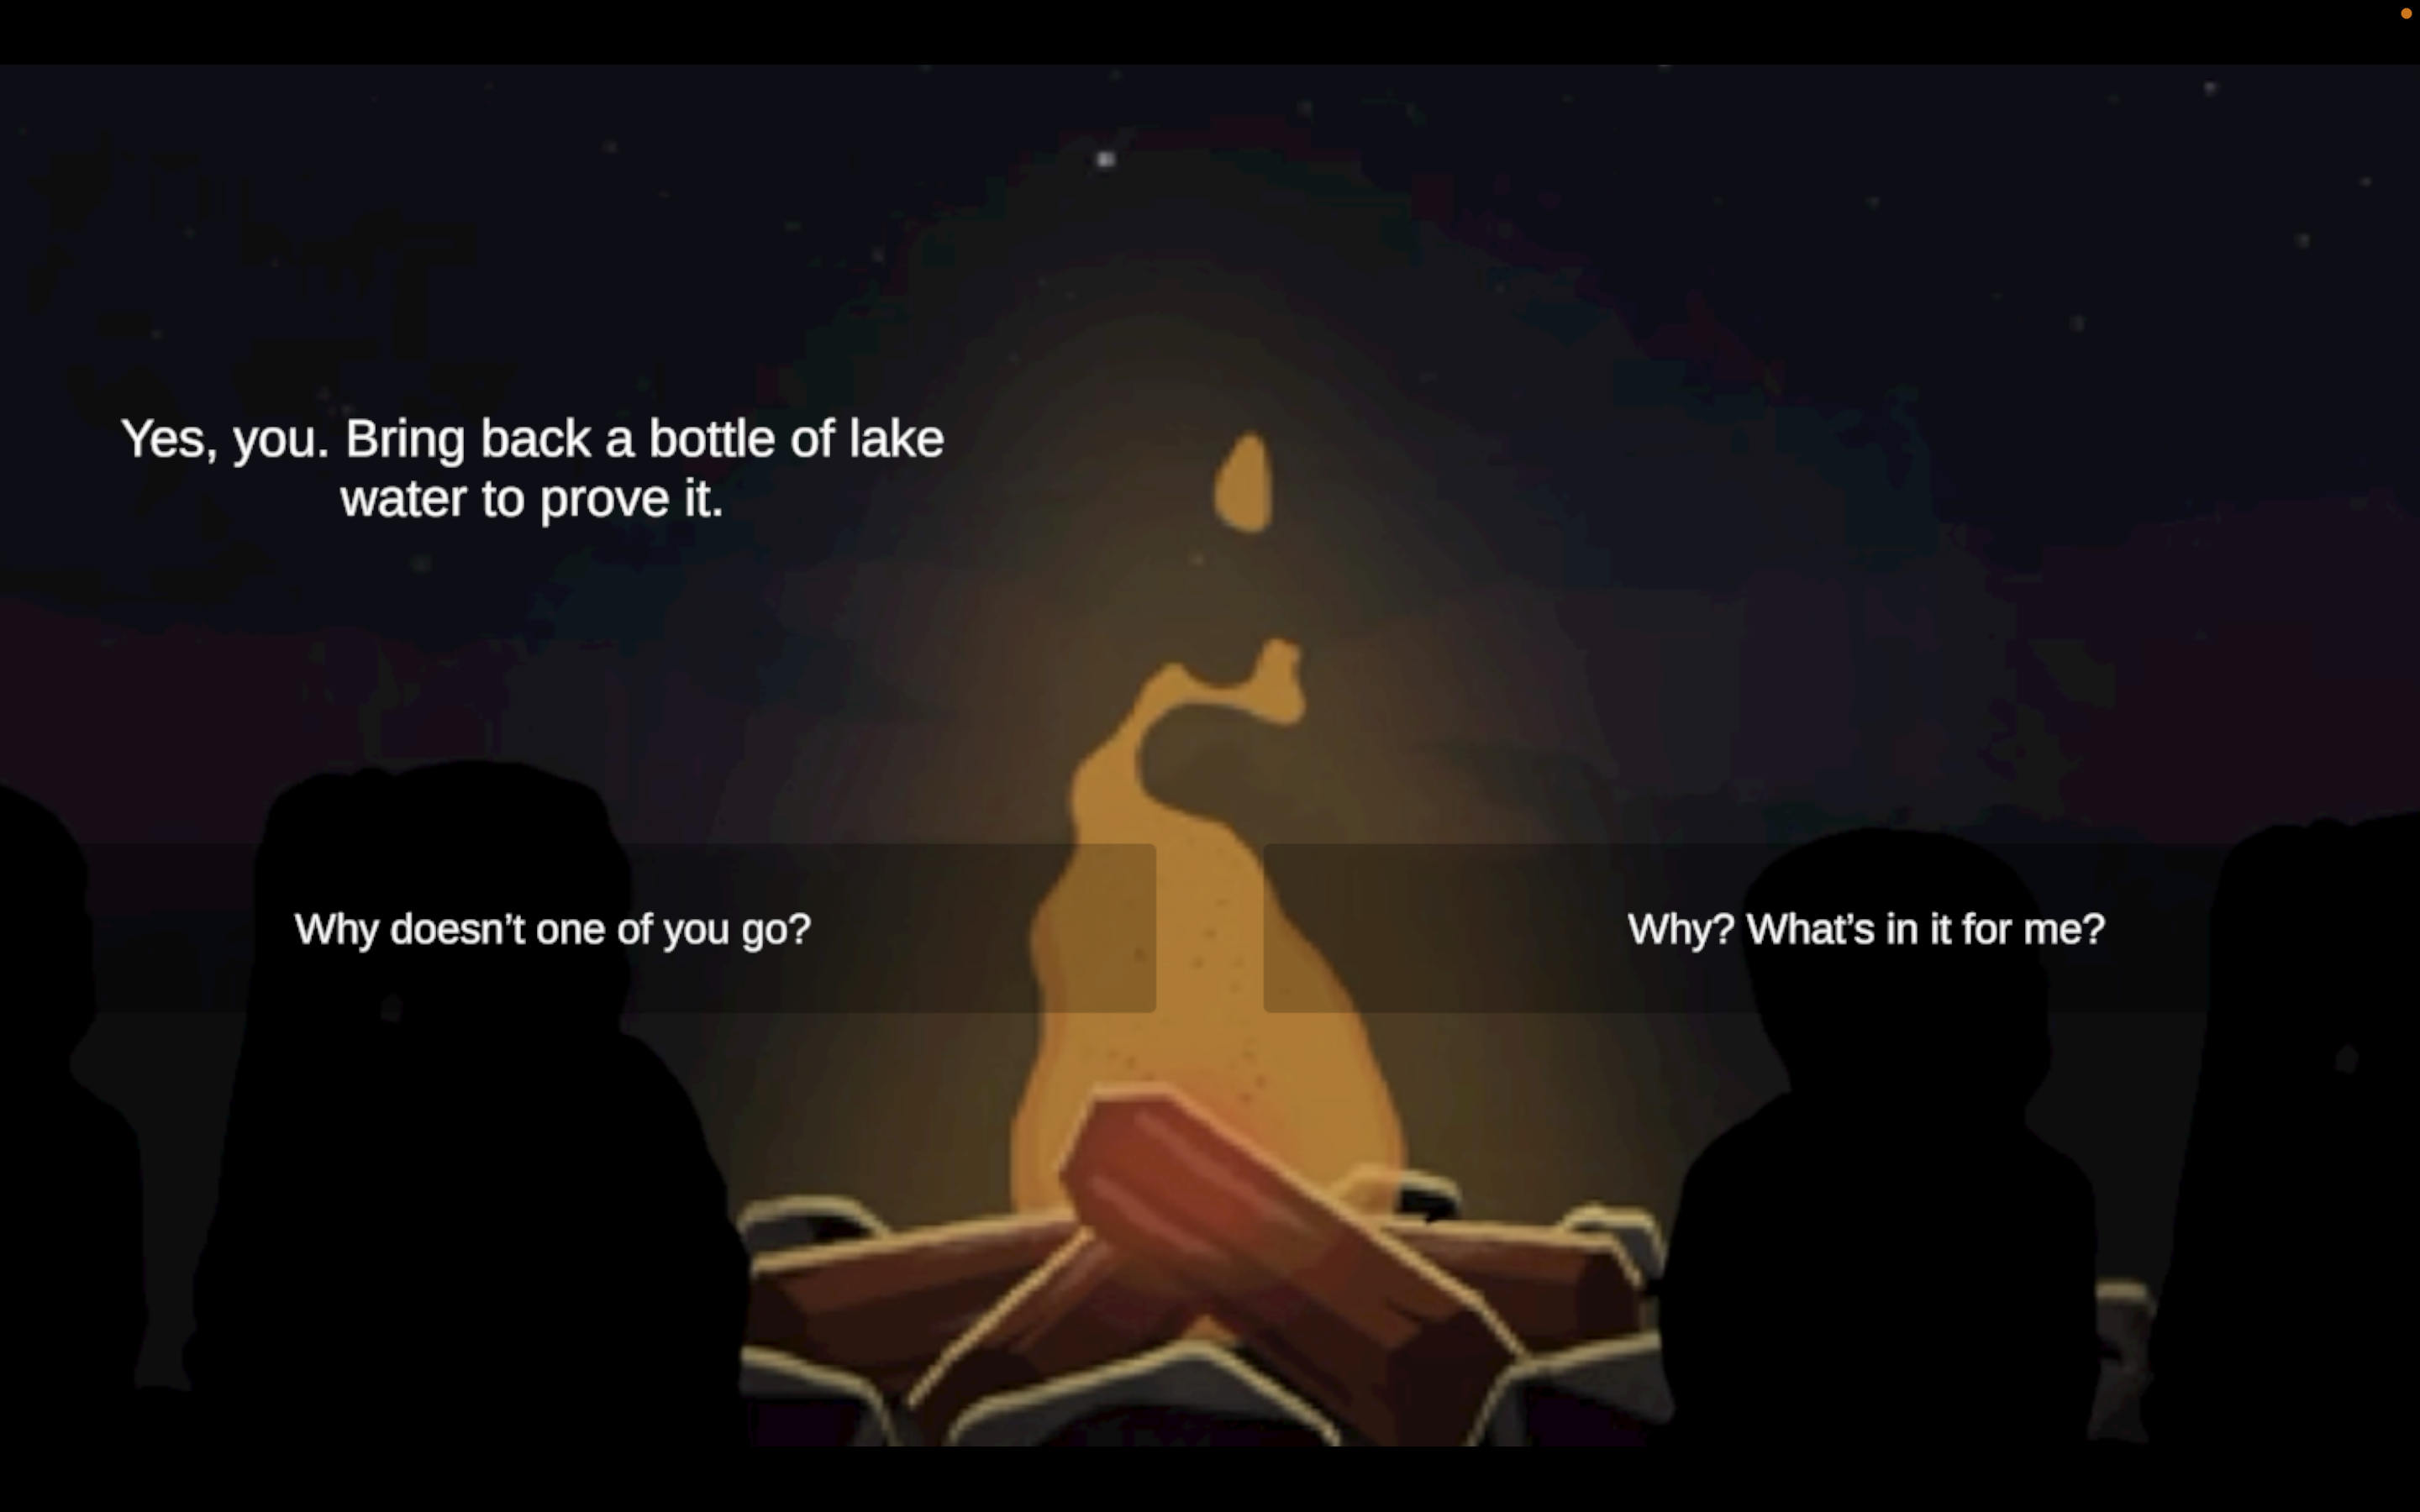 Yes, you. Bring back a bottle of lake
water to prove it.
Why doesn’t one of you go?
Why? What’s in it for me?